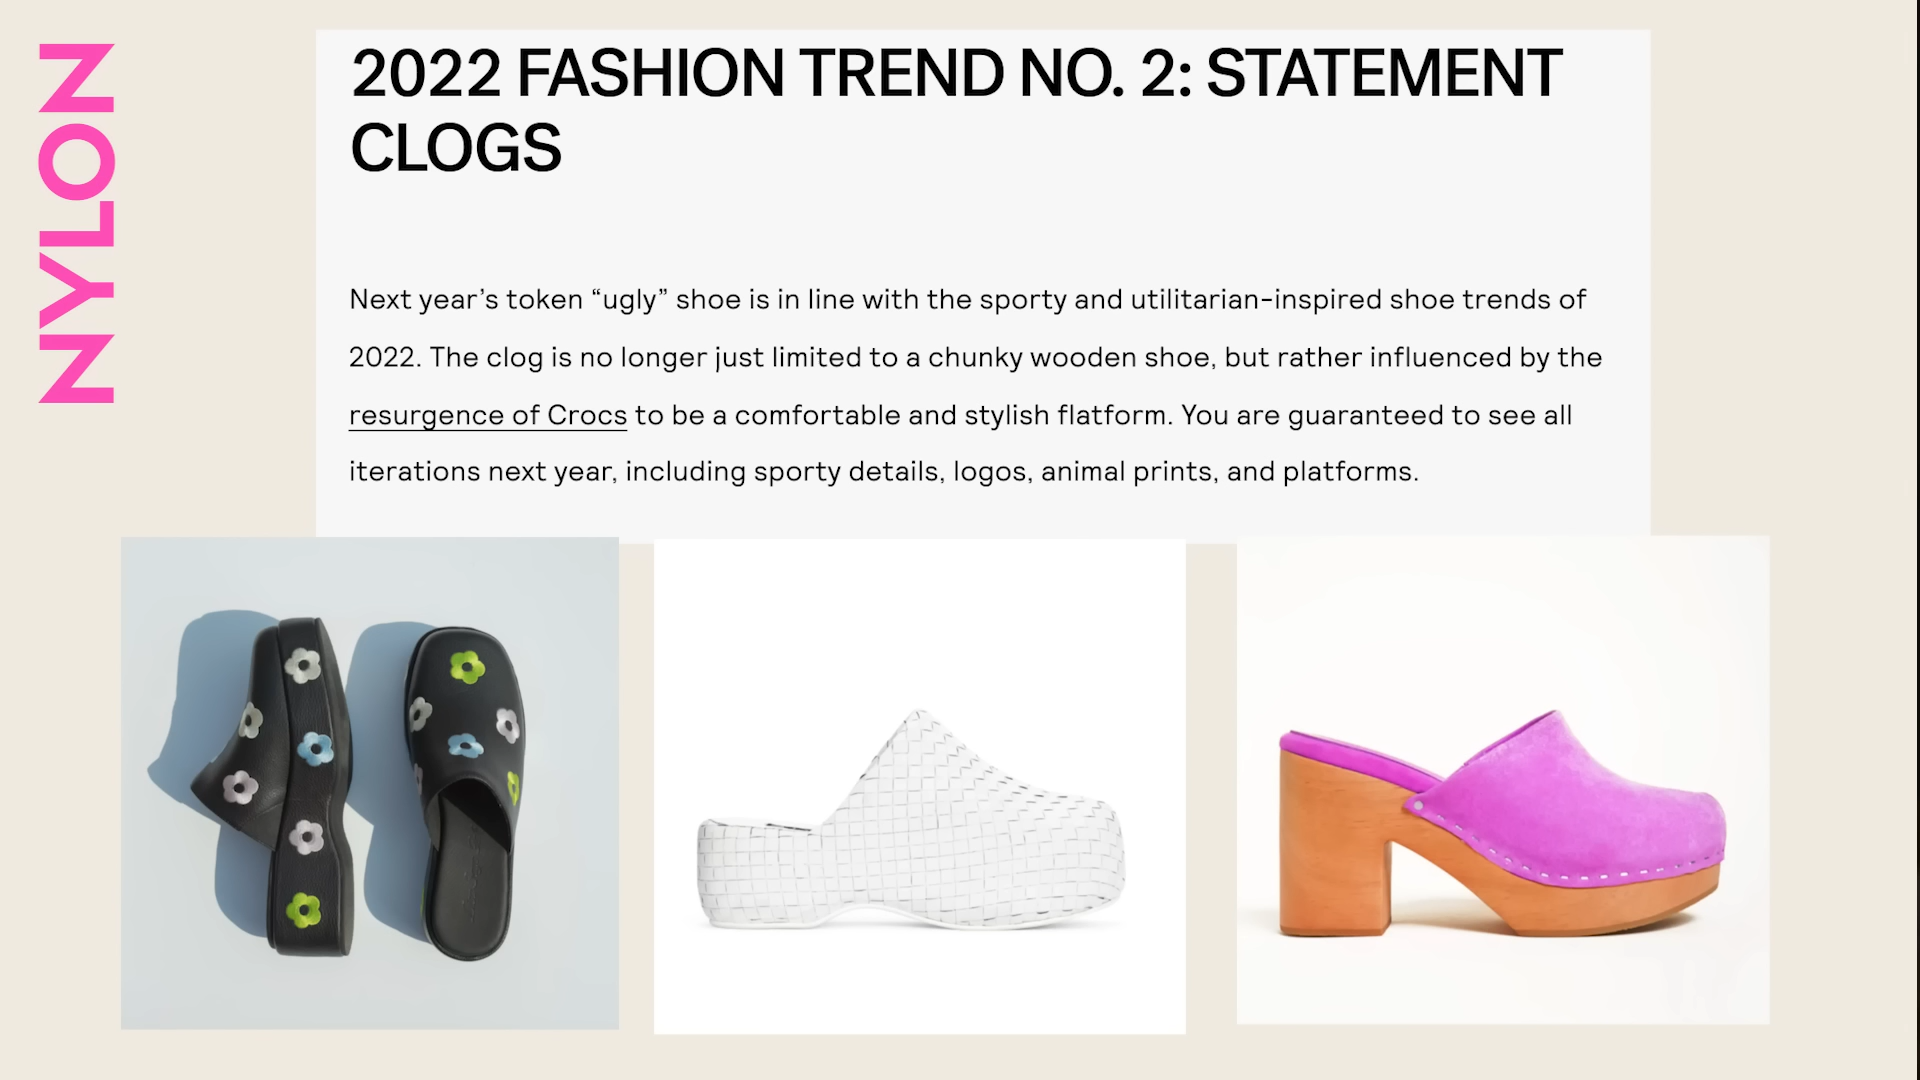 NYLON
2022 FASHION TREND NO. 2: STATEMENT
CLOGS
Next year’s token “ugly” shoe is in line with the sporty and utilitarian-inspired shoe trends of
2022. The clog is no longer just limited to a chunky wooden shoe, but rather influenced by the
resurgence of Crocs to be a comfortable and stylish flatform. You are guaranteed to see all
iterations next year, including sporty details, logos, animal prints, and platforms.